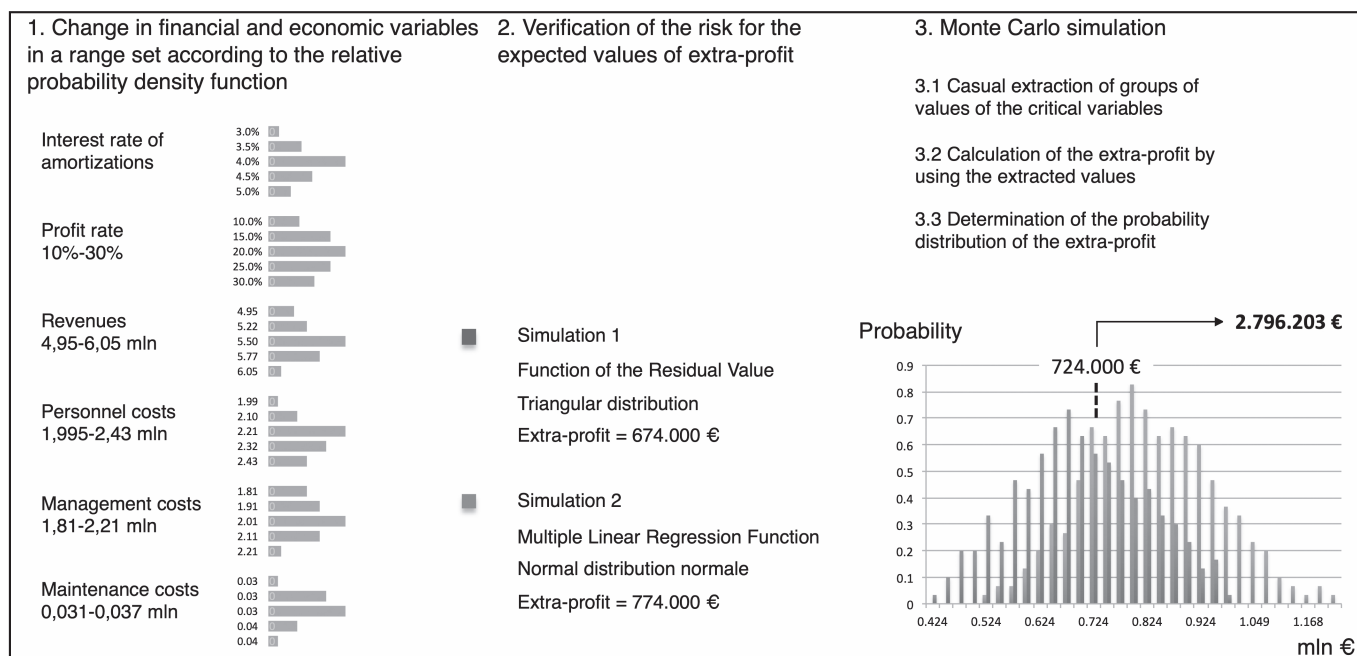 1. Change in financial and economic variables
in a range set according to the relative
probability density function
Interest rate of
amortizations
3.0%
3.5%
4.0%
4.5%
5.0%
Profit rate
10%-30%
10.0%
15.0%
20.0%
25.0%
30.0%
Revenues
4,95-6,05 mln
4.95
5.22
5.50
5.77
6.05
Personnel costs
1,995-2,43 mln
1.99
2.10
2.21
2.32
2.43
Management costs
1,81-2,21 mln
1.81
1.91
2.01
2.11
2.21
Maintenance costs
0,031-0,037 mln
0.03
0.03
0.03
0.04
0.04
2. Verification of the risk for the
expected values of extra-profit
Simulation 1
Function of the Residual Value
Triangular distribution
Extra-profit = 674.000 €
Simulation 2
Multiple Linear Regression Function
Normal distribution normale
Extra-profit = 774.000 €
3. Monte Carlo simulation
3.1 Casual extraction of groups of
values of the critical variables
3.2 Calculation of the extra-profit by
using the extracted values
3.3 Determination of the probability
distribution of the extra-profit
2.796.203 €
Probability
724.000 €
0.9
0.8
0.7
0.6
0.5
0.4
0.3
0.2
0.1
0
0.424 0.524 0.624 0.724 0.824 0.924 1.049 1.168
mln €